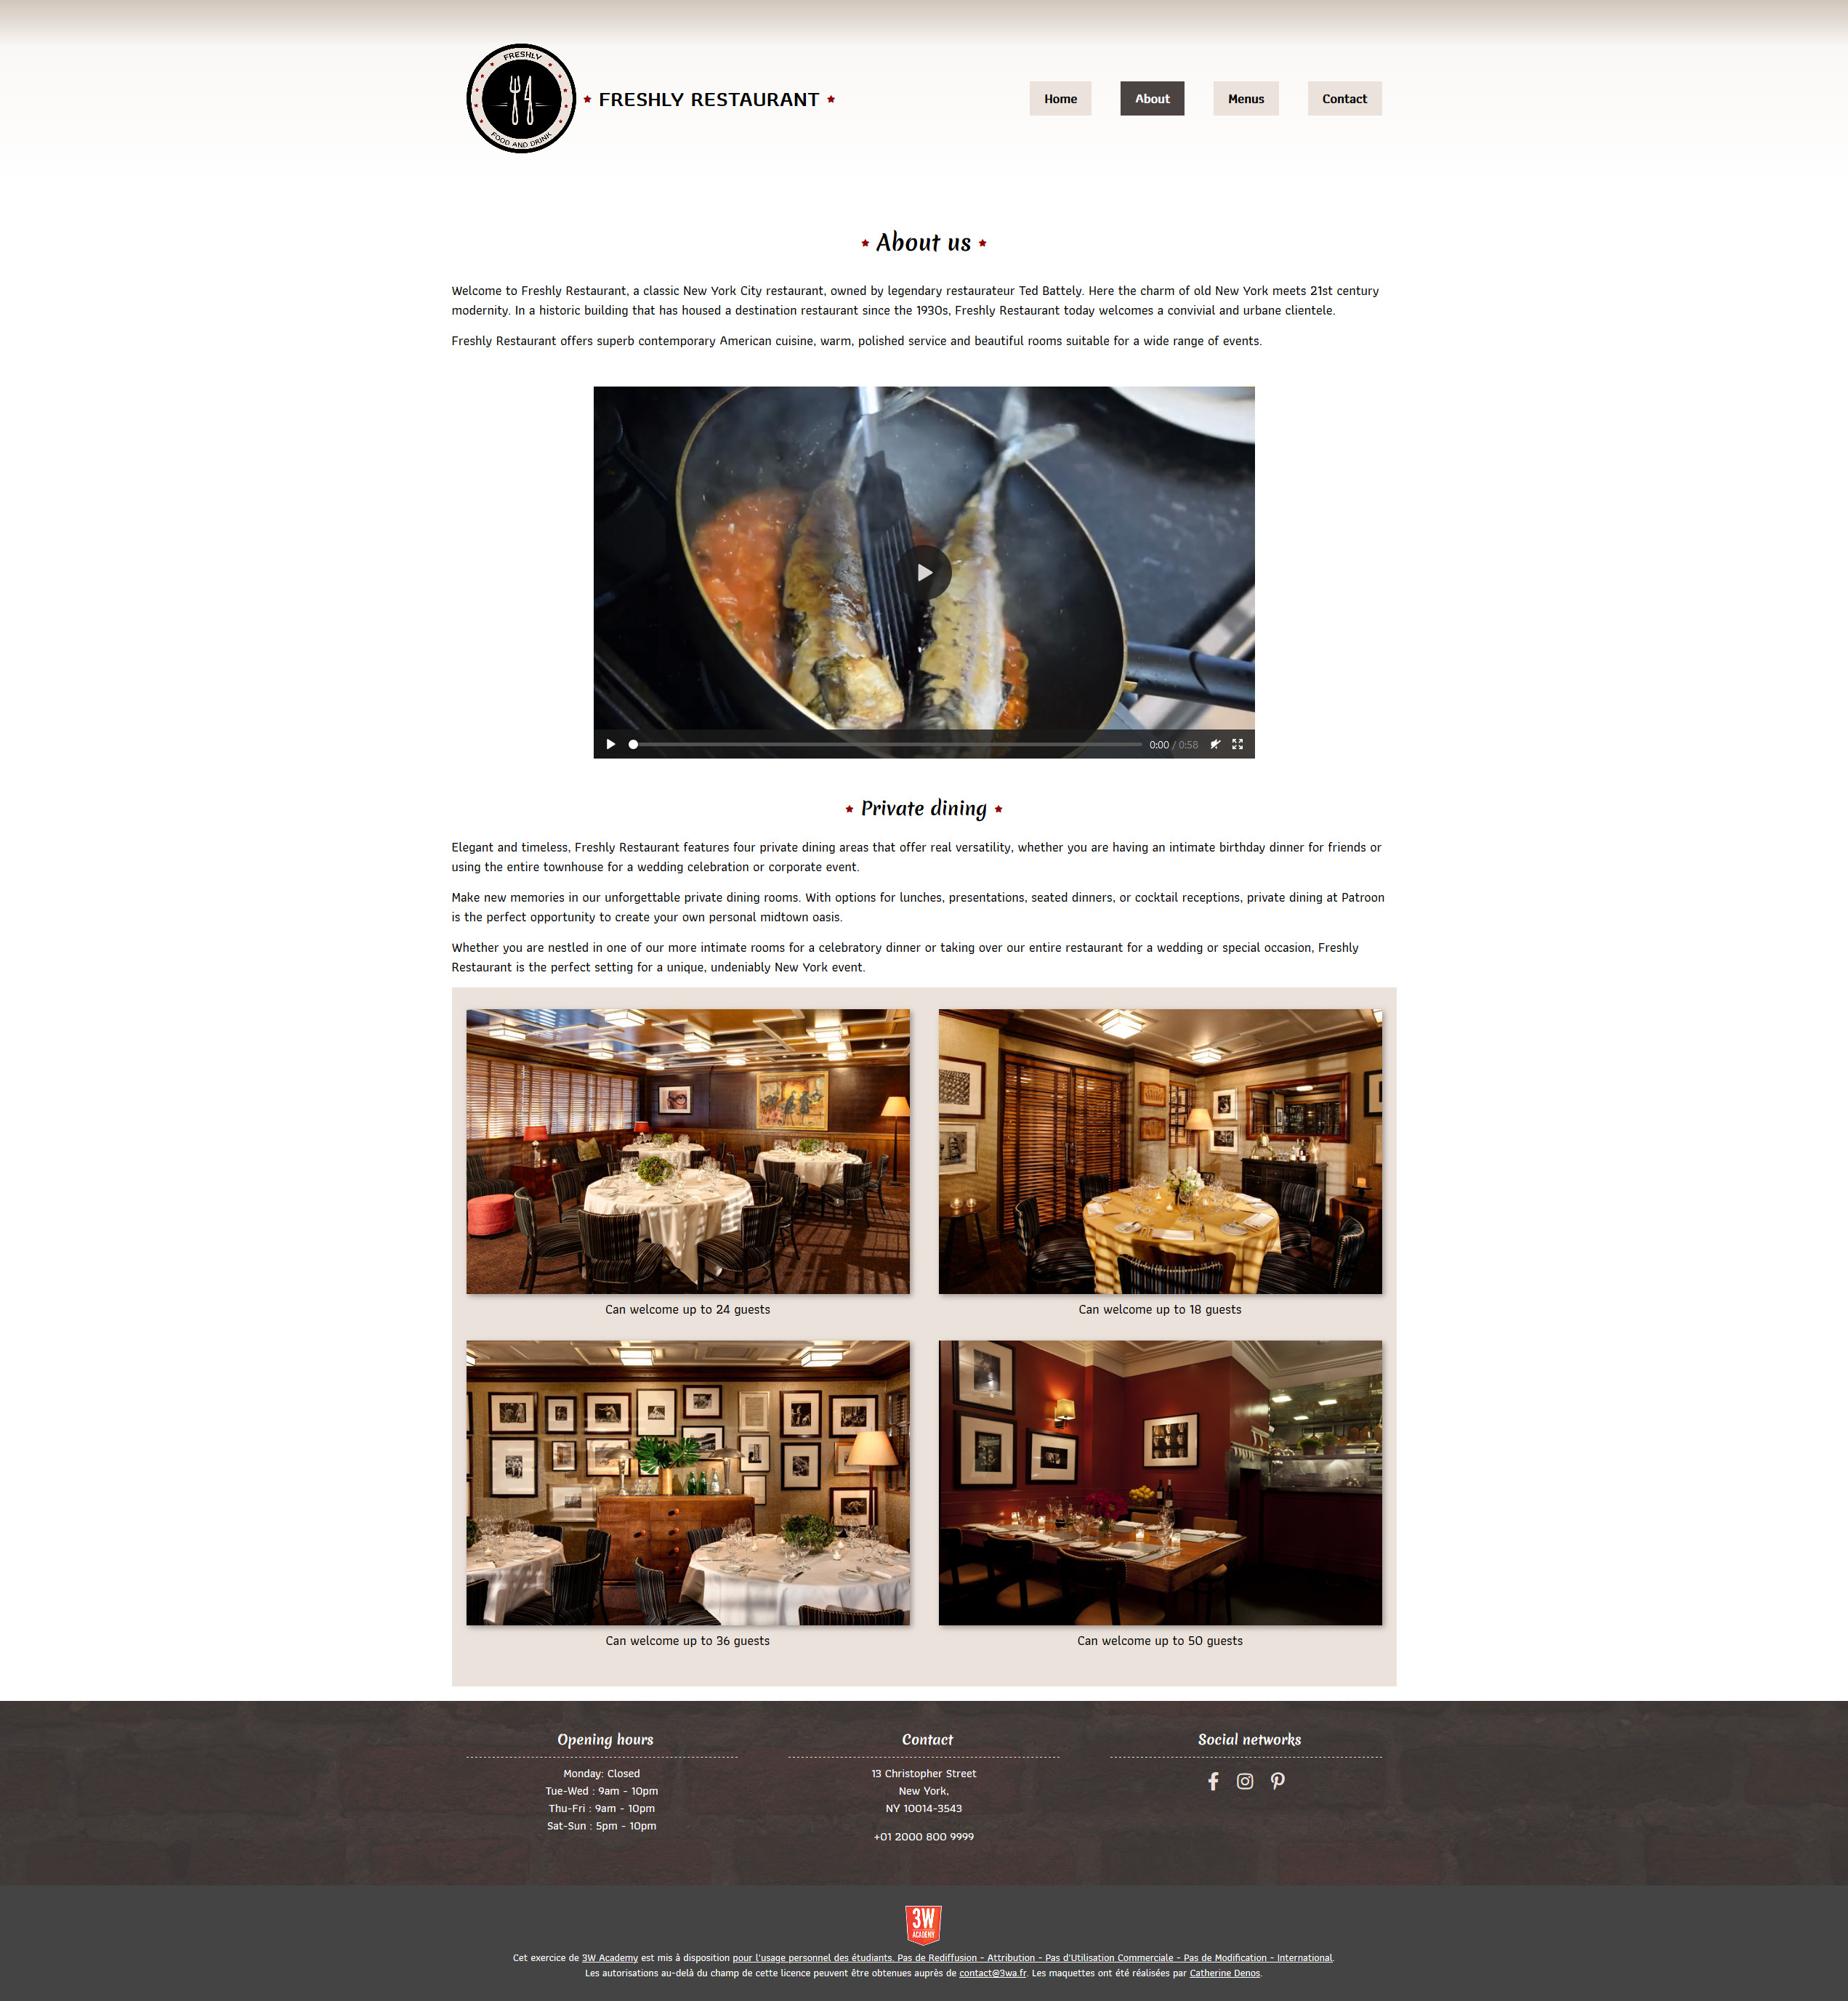 FRESHLY
FOOD AND DRINK
FRESHLY RESTAURANT
Home
About
Menus
Contact
About us
Welcome to Freshly Restaurant, a classic New York City restaurant, owned by legendary restaurateur Ted Battely. Here the charm of old New York meets 21st century
modernity. In a historic building that has housed a destination restaurant since the 1930s, Freshly Restaurant today welcomes a convivial and urbane clientele.
Freshly Restaurant offers superb contemporary American cuisine, warm, polished service and beautiful rooms suitable for a wide range of events.
0:00 / 0:58
Private dining
Elegant and timeless, Freshly Restaurant features four private dining areas that offer real versatility, whether you are having an intimate birthday dinner for friends or
using the entire townhouse for a wedding celebration or corporate event.
Make new memories in our unforgettable private dining rooms. With options for lunches, presentations, seated dinners, or cocktail receptions, private dining at Patroon
is the perfect opportunity to create your own personal midtown oasis.
Whether you are nestled in one of our more intimate rooms for a celebratory dinner or taking over our entire restaurant for a wedding or special occasion, Freshly
Restaurant is the perfect setting for a unique, undeniably New York event.
Can welcome up to 24 guests
Can welcome up to 18 guests
Can welcome up to 36 guests
Can welcome up to 50 guests
Opening hours
Monday: Closed
Tue-Wed : 9am - 10pm
Thu-Fri : 9am - 10pm
Sat-Sun : 5pm - 10pm
Contact
13 Christopher Street
New York,
NY 10014-3543
+01 2000 800 9999
Social networks
3W
ACADEMY
Cet exercice de 3W Academy est mis à disposition pour l'usage personnel des étudiants. Pas de Rediffusion - Attribution - Pas d'Utilisation Commerciale - Pas de Modification - International.
Les autorisations au-delà du champ de cette licence peuvent être obtenues auprès de contact@3wa.fr. Les maquettes ont été réalisées par Catherine Denos.